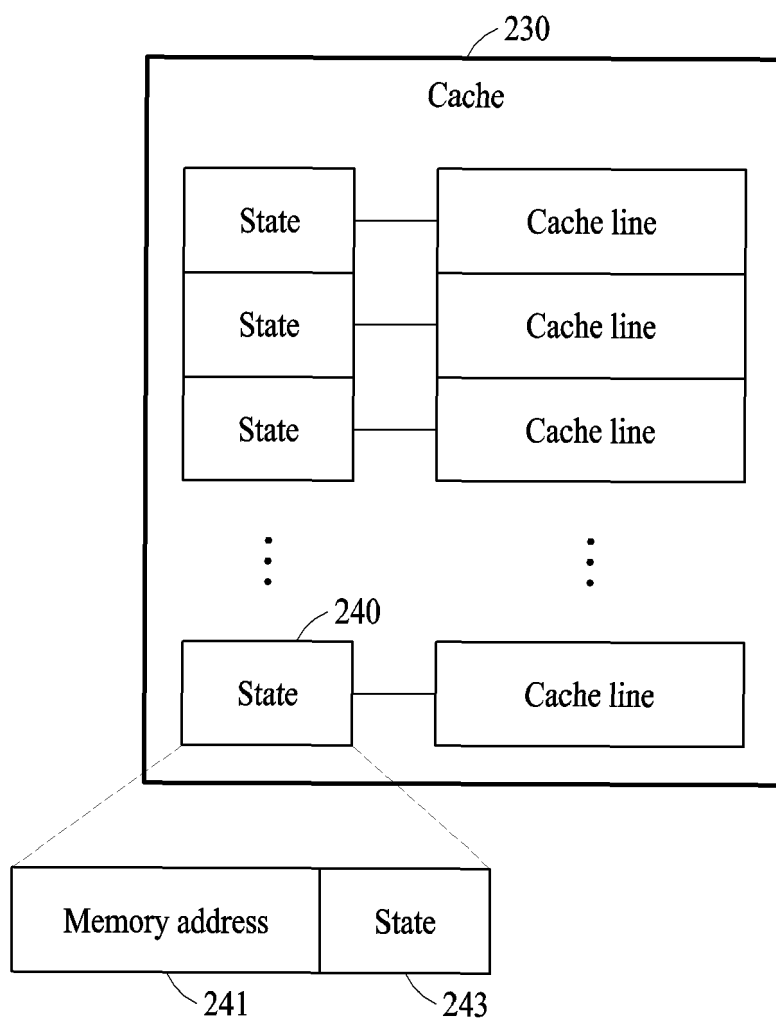 230
Cache
State Cache line
State Cache line
State Cache line
240
State Cache line
Memory address State
241 243